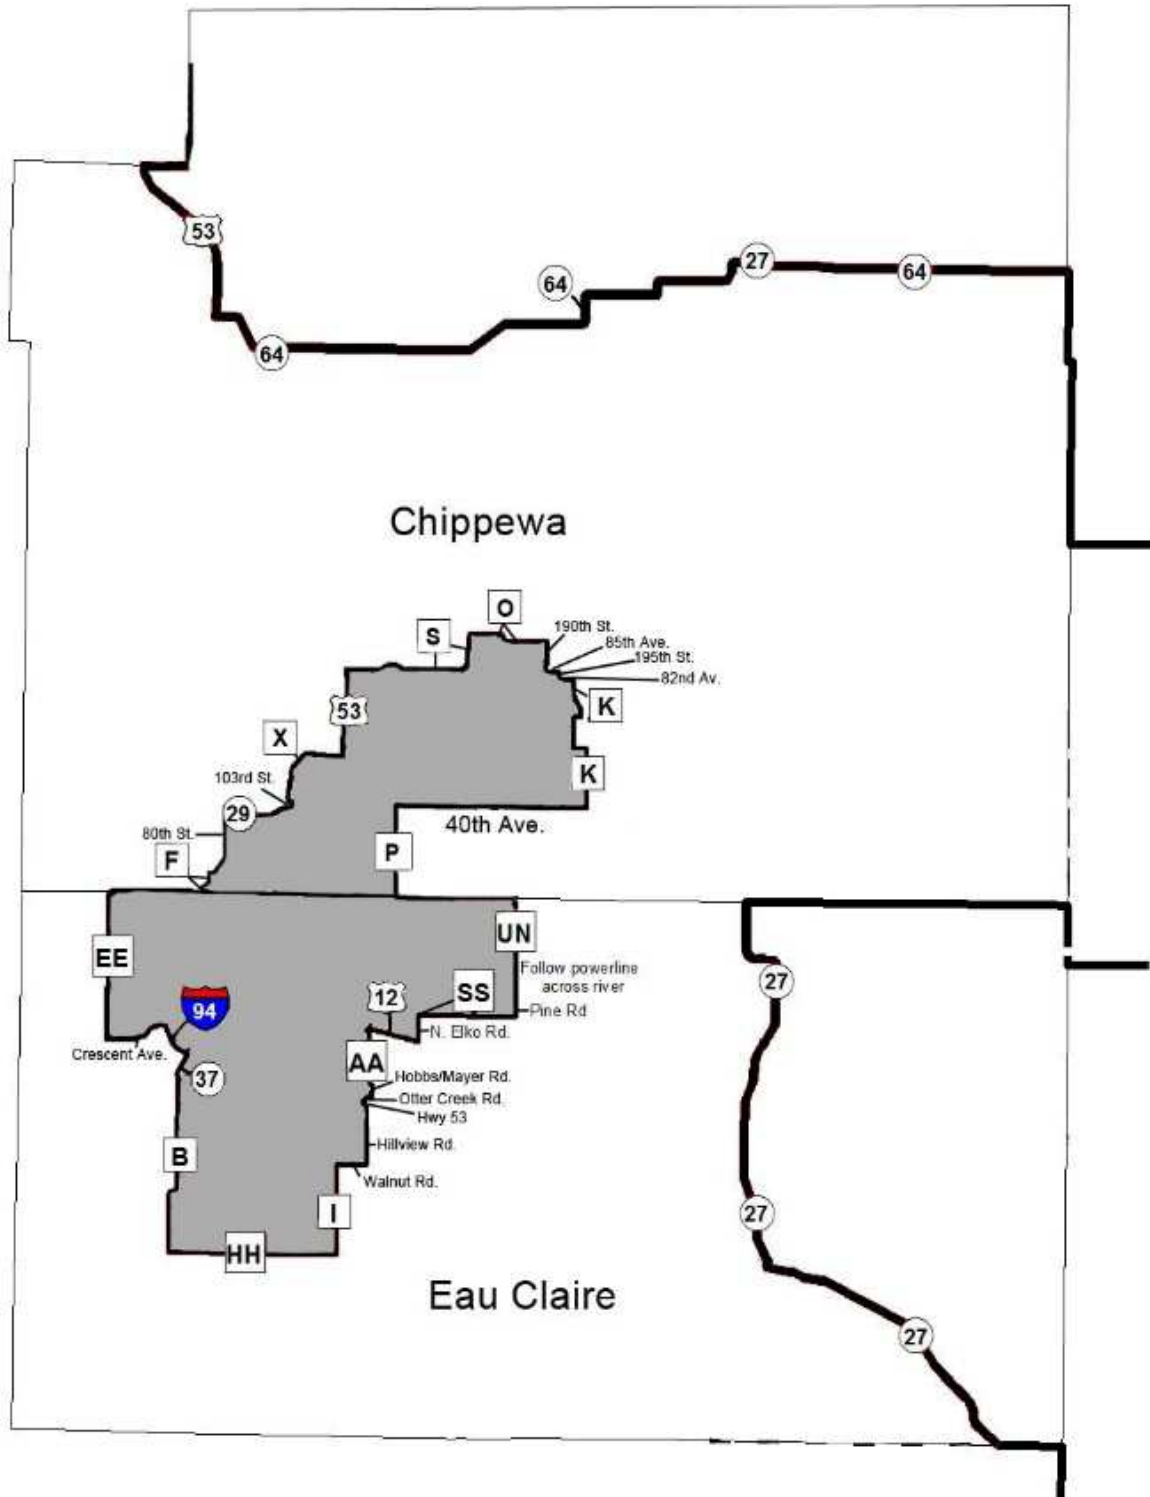 53
27
64
64
64
Chippewa
O
190th St.
S
85th Ave.
195th St.
82nd Av.
K
53
X
K
103rd St.
29
40th Ave.
80th St.
P
F
UN
EE
Follow powerline
across river
27
SS
12
94
Pine Rd
N. Elko Rd.
Crescent Ave.
AA
37
Hobbs/Mayer Rd.
Otter Creek Rd.
Hwy 53
Hillview Rd.
B
Walnut Rd.
I
27
HH
Eau Claire
27